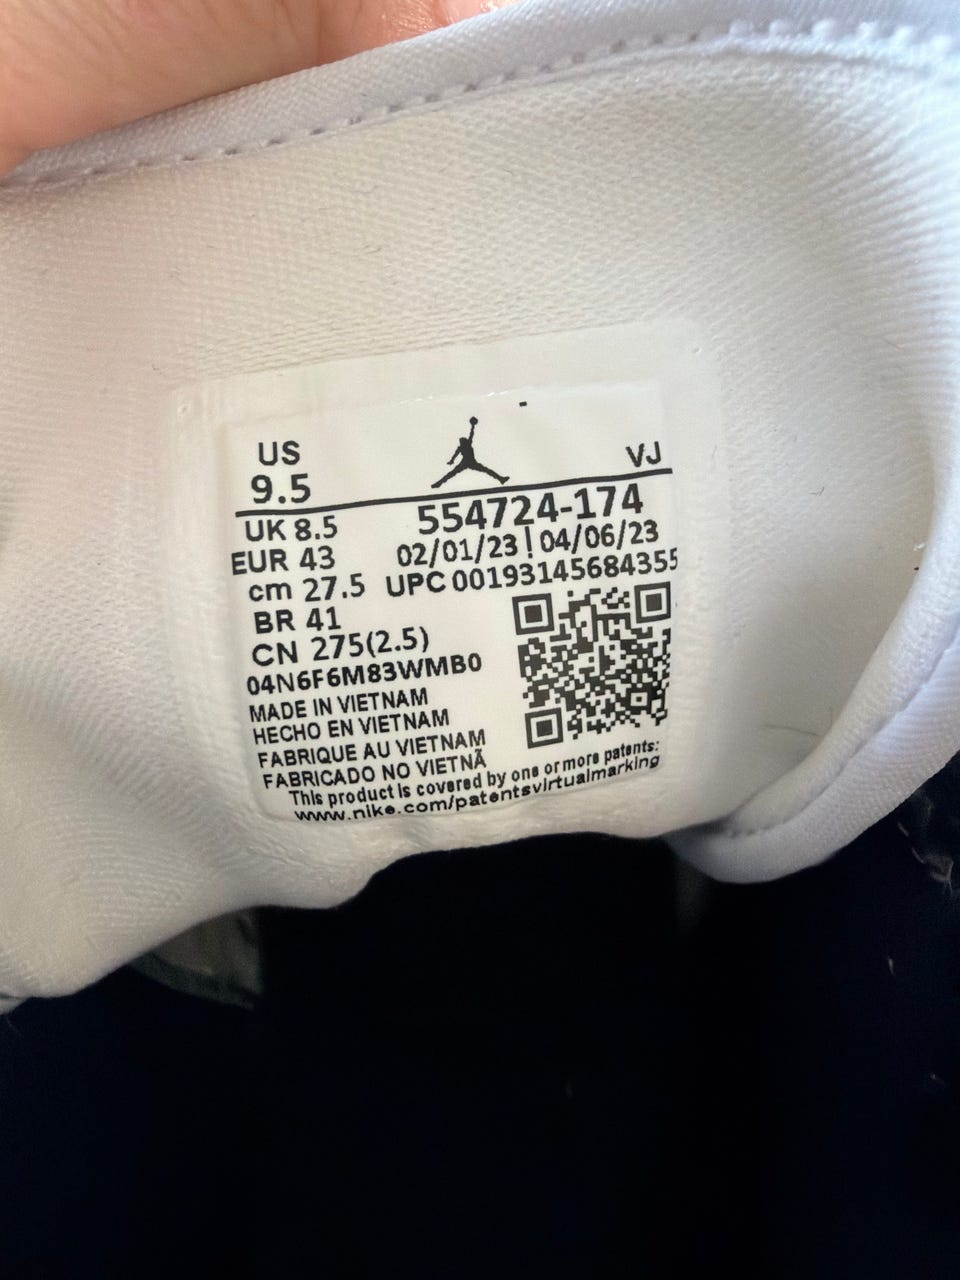 US VJ
9.5
UK 8.5 554724-174
EUR 43 02/01/23 | 04/06/23
cm 27.5 UPC 00193145684355
BR 41
CN 275(2.5)
04N6F6M83WMB0
MADE IN VIETNAM
HECHO EN VIETNAM
FABRIQUE AU VIETNAM
FABRICADO NO VIETNÃ
This product is covered by one or more patents:
www.nike.com/patentsvirtualmarking